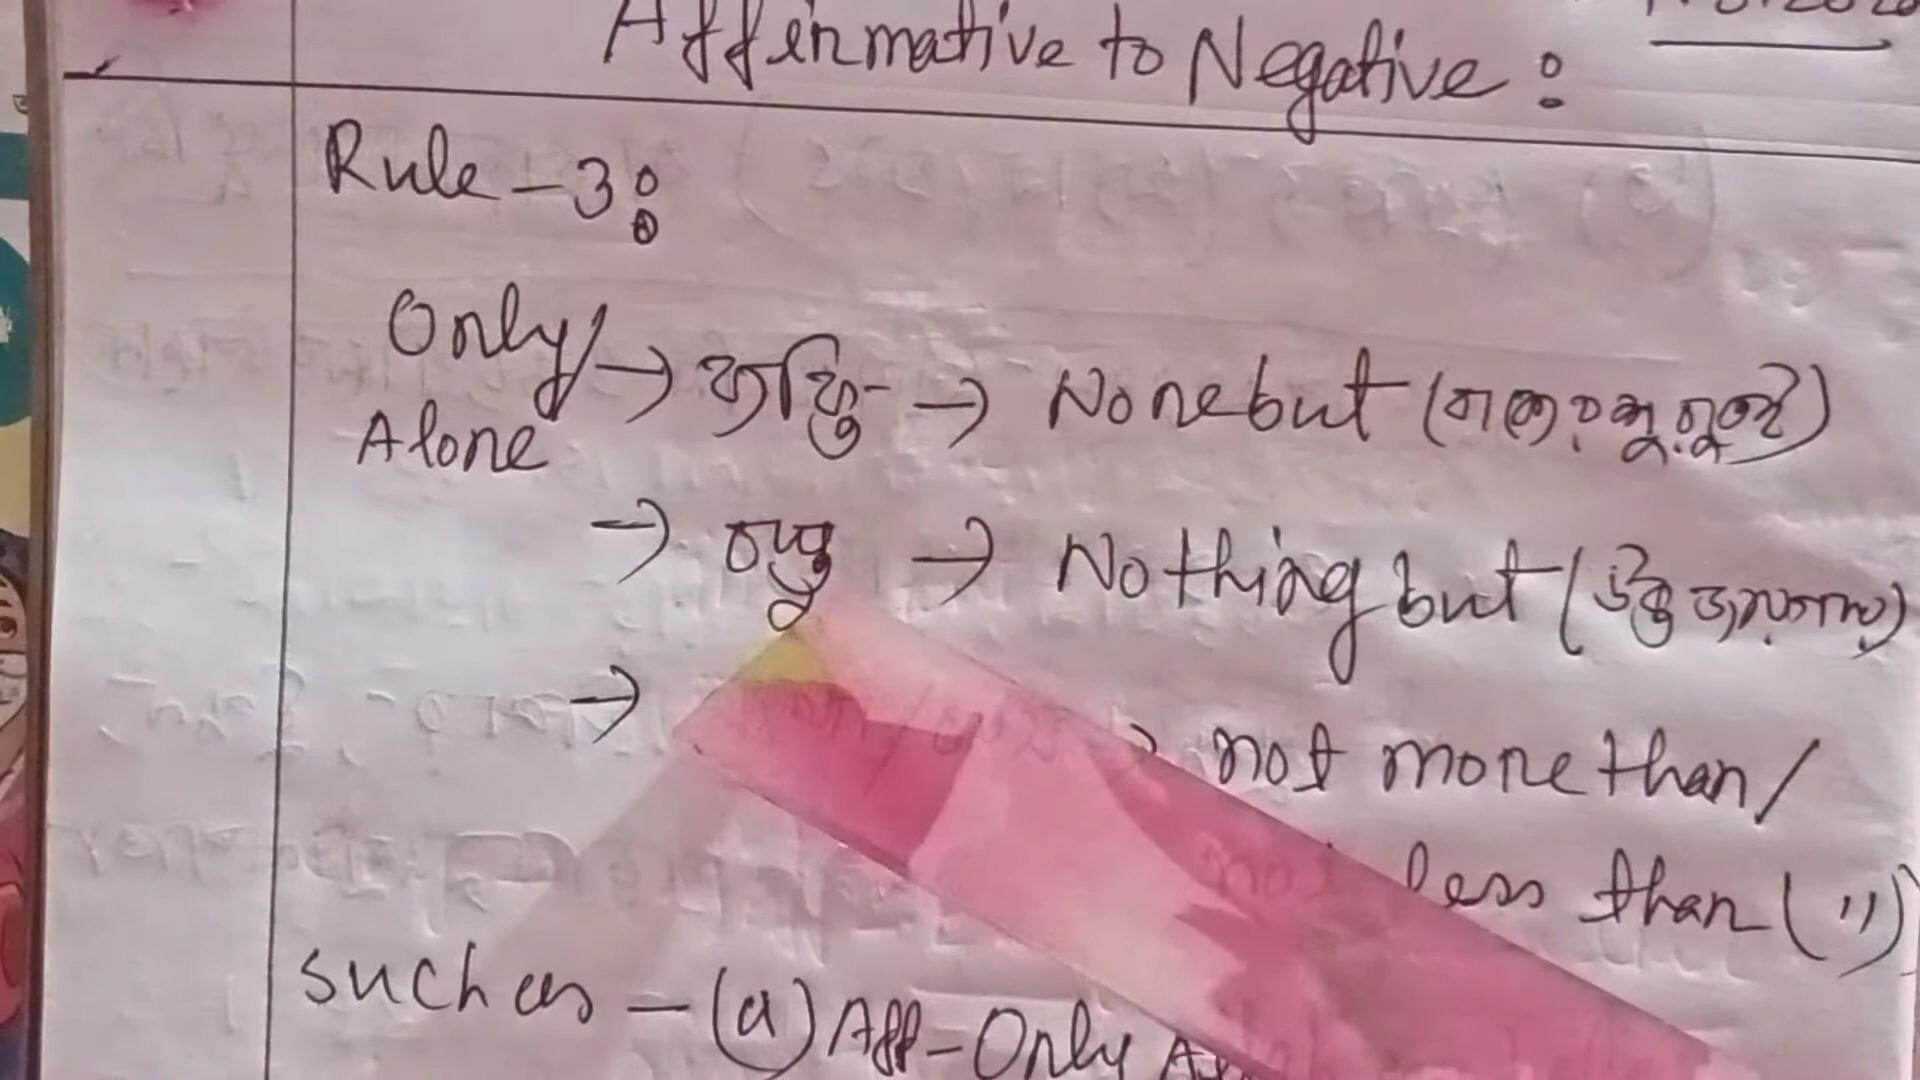 Affirmative to Negative :
Rule - 3:
Only/ → ব্যক্তি → None but (
Alone
→ বস্তু → Nothing but (
→ → not more than/
not less than ( " )
such as - (a) Aff - Only